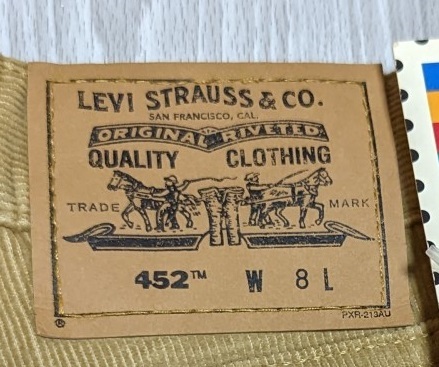 LEVI STRAUSS & CO.
SAN FRANCISCO, CAL.
ORIGINAL RIVETED
QUALITY CLOTHING
TRADE MARK
452™ W 8 L
® PXR-213AU